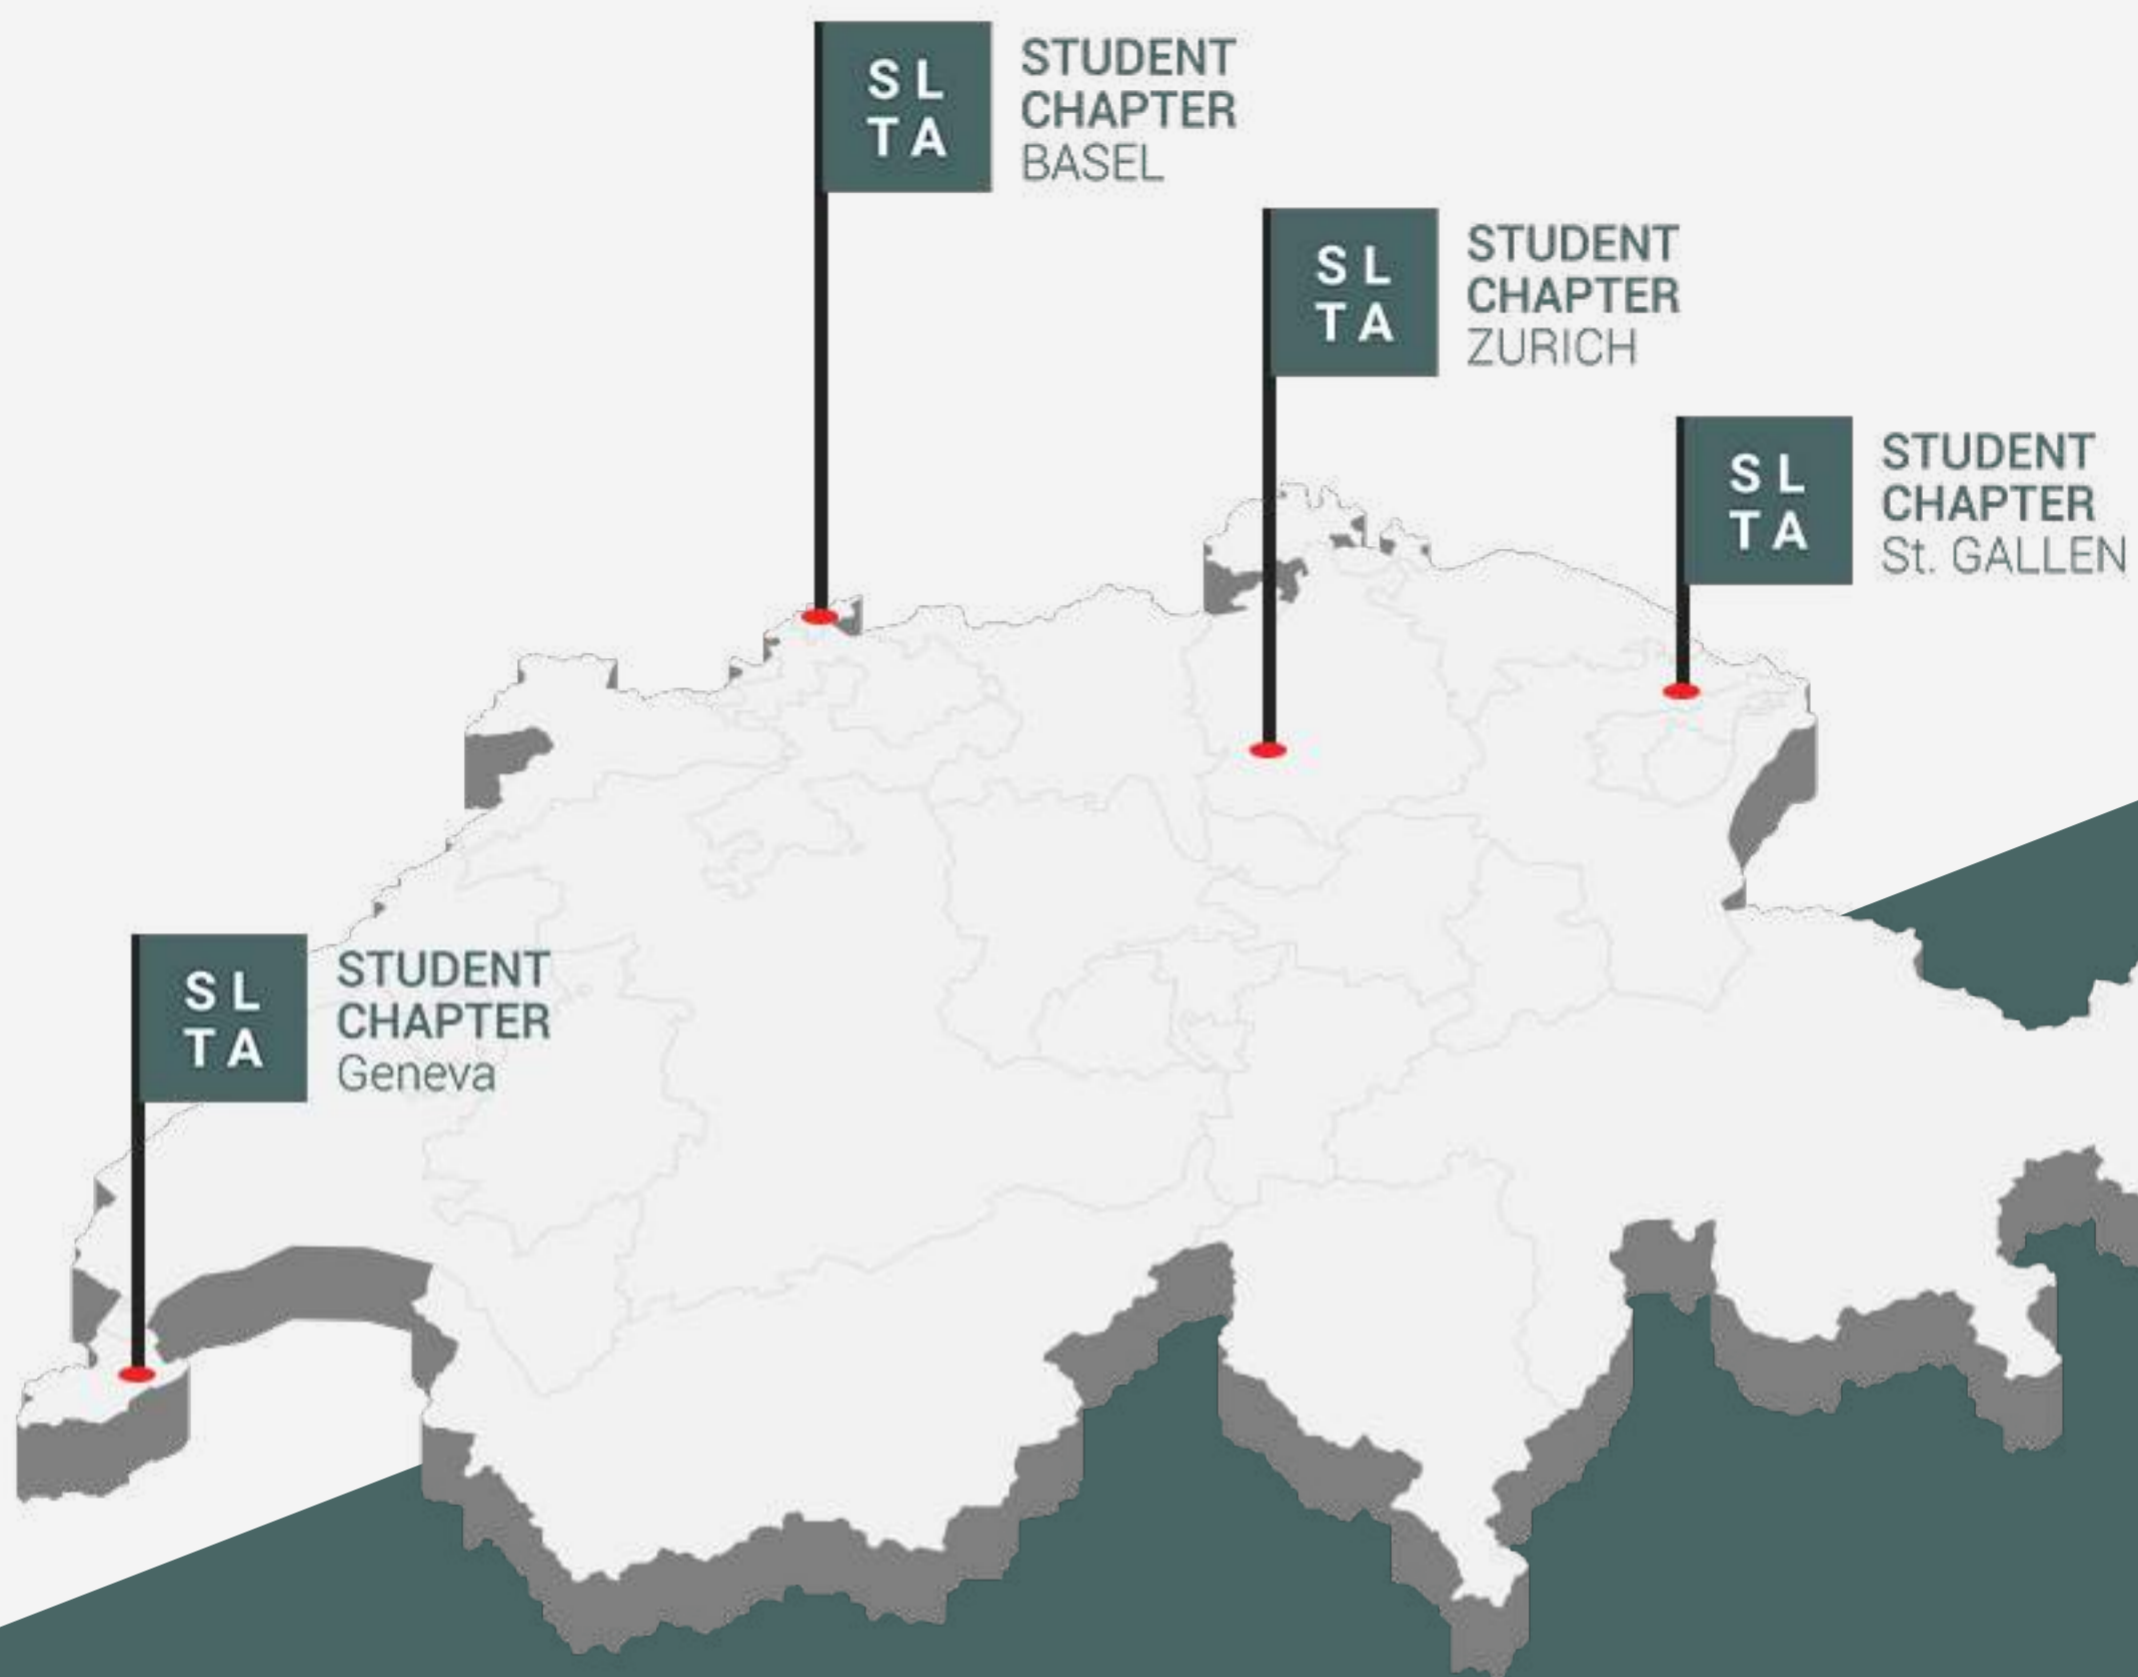 S L
T A
STUDENT
CHAPTER
BASEL
S L
T A
STUDENT
CHAPTER
ZURICH
S L
T A
STUDENT
CHAPTER
St. GALLEN
S L
T A
STUDENT
CHAPTER
Geneva